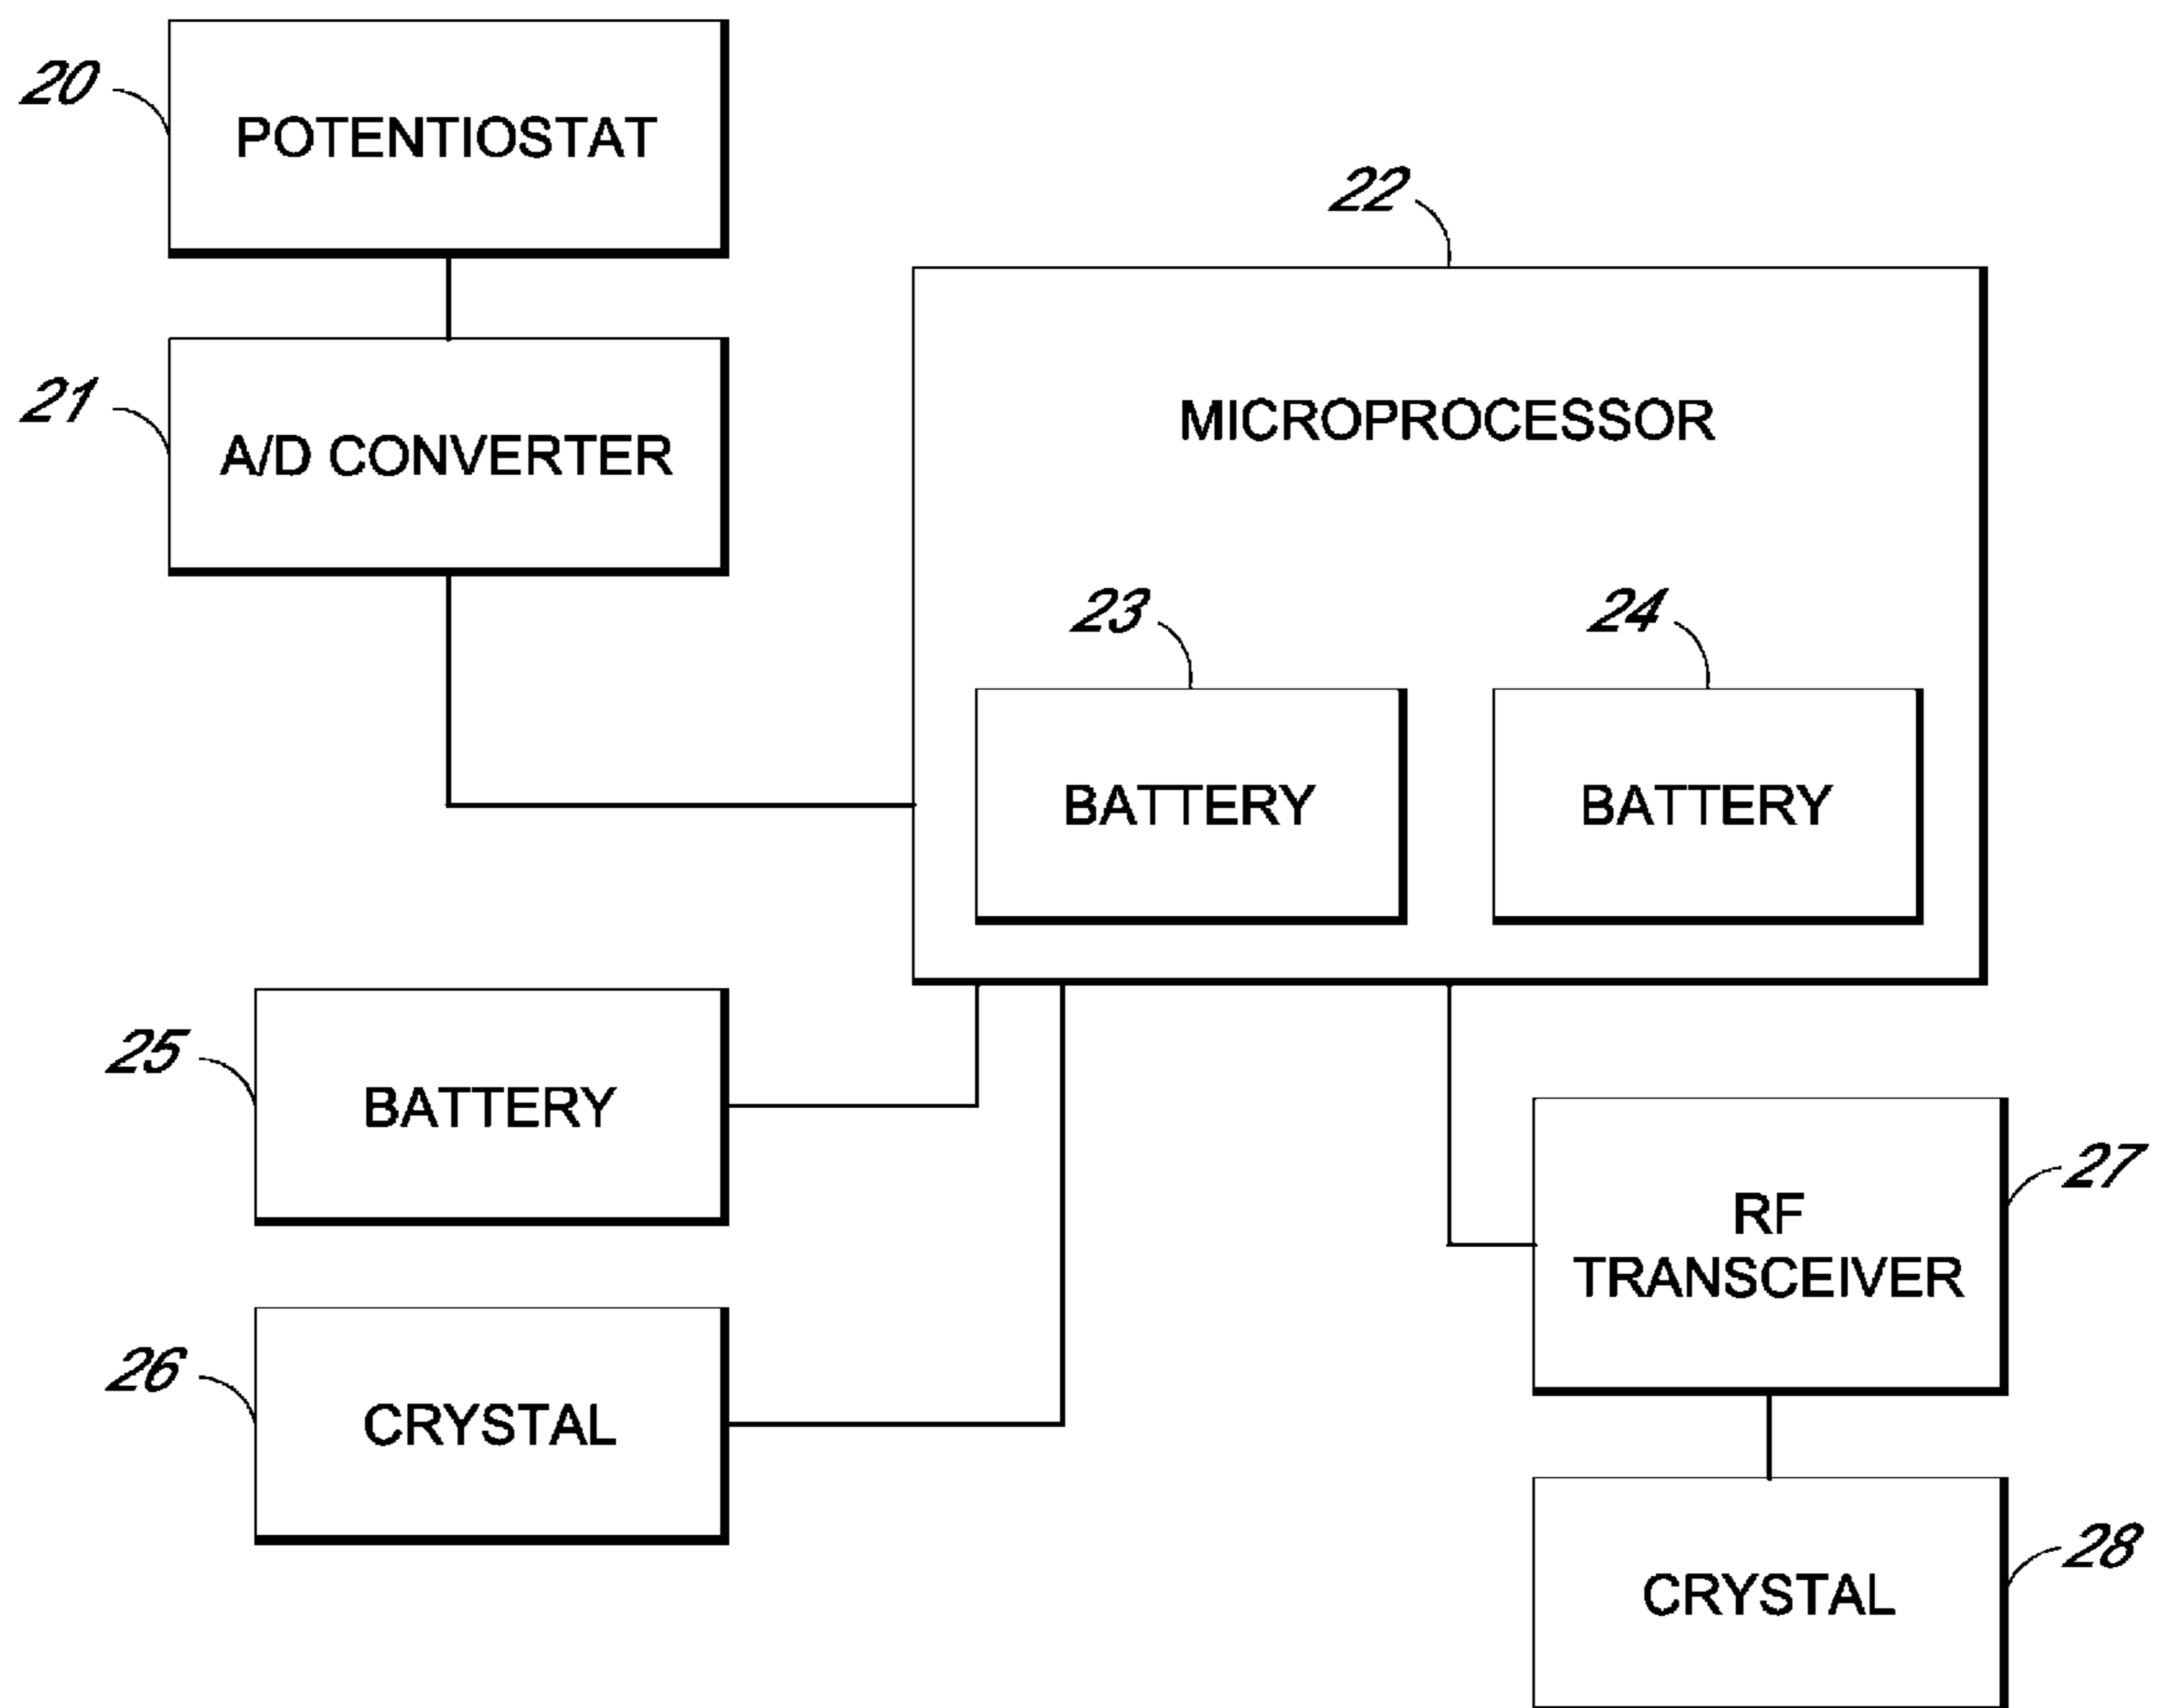 20
POTENTIOSTAT
21
A/D CONVERTER
22
MICROPROCESSOR
23
BATTERY
24
BATTERY
25
BATTERY
26
CRYSTAL
27
RF
TRANSCEIVER
28
CRYSTAL